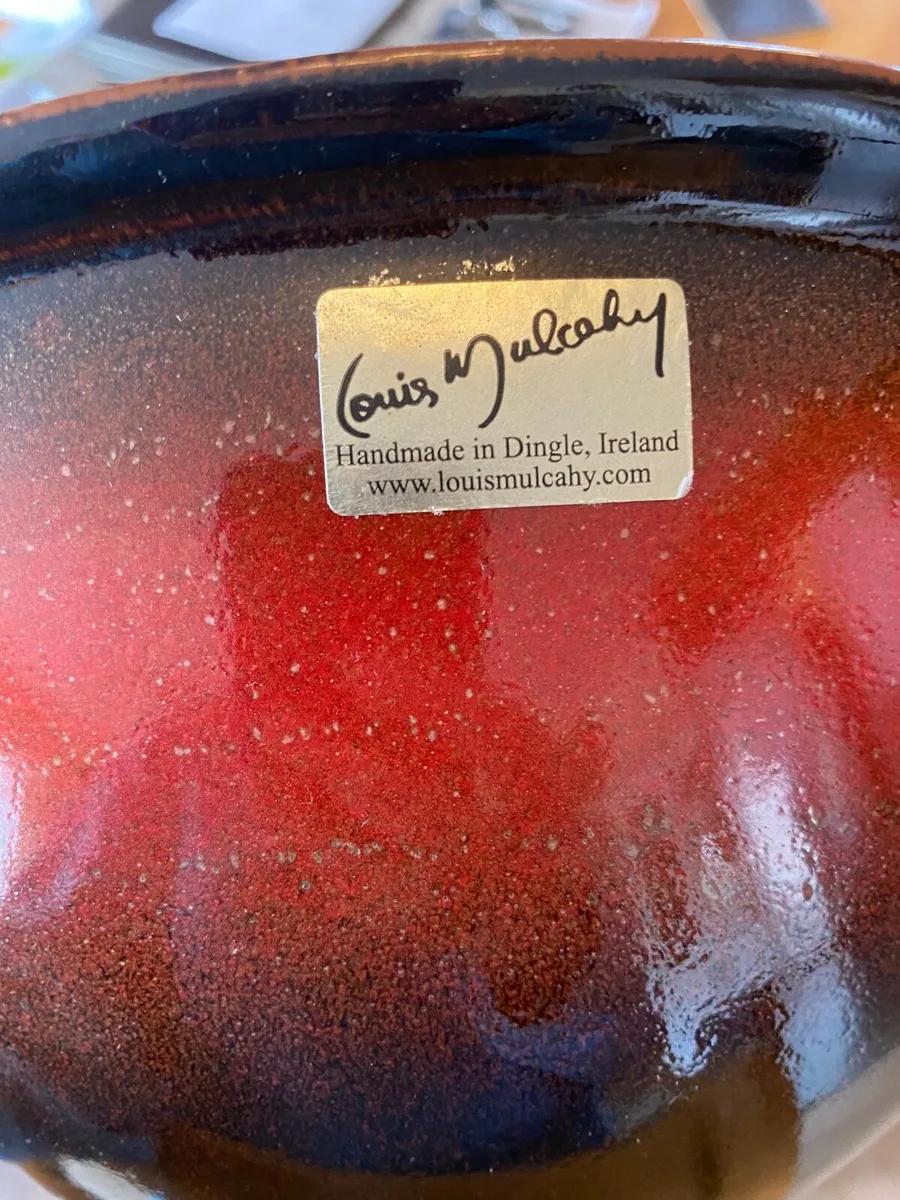 Louis Mulcahy
Handmade in Dingle, Ireland
www.louismulcahy.com